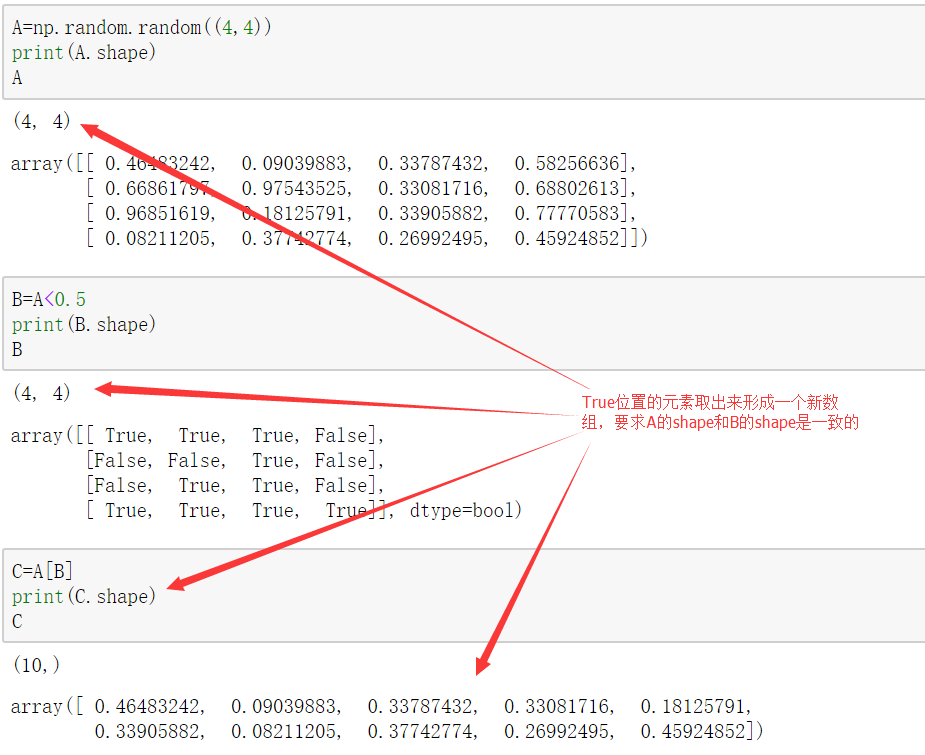 A=np.random.random((4,4))
print(A.shape)
A
(4, 4)
array([[ 0.46483242,  0.09039883,  0.33787432,  0.58256636],
[ 0.66861797,  0.97543525,  0.33081716,  0.68802613],
[ 0.96851619,  0.18125791,  0.33905882,  0.77770583],
[ 0.08211205,  0.37742774,  0.26992495,  0.45924852]])
B=A<0.5
print(B.shape)
B
(4, 4)
True位置的元素取出来形成一个新数
组，要求A的shape和B的shape是一致的
array([[ True,  True,  True, False],
[False, False,  True, False],
[False,  True,  True, False],
[ True,  True,  True,  True]], dtype=bool)
C=A[B]
print(C.shape)
C
(10,)
array([ 0.46483242,  0.09039883,  0.33787432,  0.33081716,  0.18125791,
0.33905882,  0.08211205,  0.37742774,  0.26992495,  0.45924852])